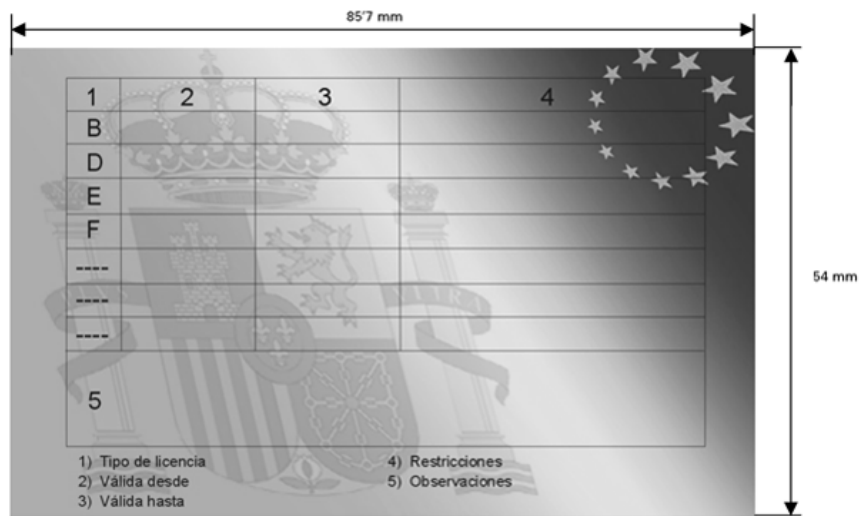 85'7 mm
1 2 3 4
B
D
E
F
----
----
----
5
54 mm
1) Tipo de licencia
2) Válida desde
3) Válida hasta
4) Restricciones
5) Observaciones